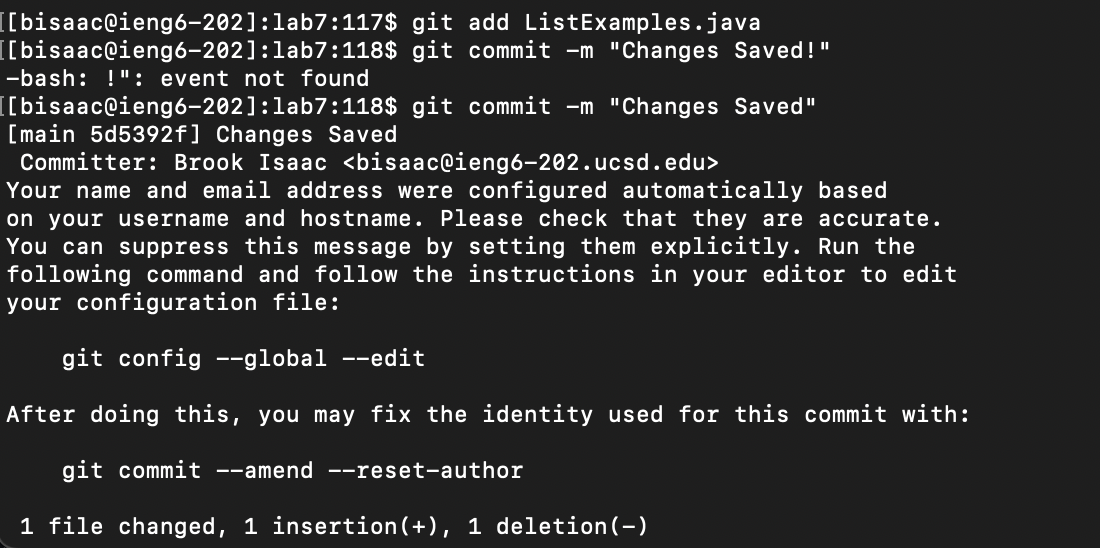 [[bisaac@ieng6-202]:lab7:117$ git add ListExamples.java
[[bisaac@ieng6-202]:lab7:118$ git commit -m "Changes Saved!"
-bash: !": event not found
[[bisaac@ieng6-202]:lab7:118$ git commit -m "Changes Saved"
[main 5d5392f] Changes Saved
 Committer: Brook Isaac <bisaac@ieng6-202.ucsd.edu>
Your name and email address were configured automatically based
on your username and hostname. Please check that they are accurate.
You can suppress this message by setting them explicitly. Run the
following command and follow the instructions in your editor to edit
your configuration file:

    git config --global --edit

After doing this, you may fix the identity used for this commit with:

    git commit --amend --reset-author

 1 file changed, 1 insertion(+), 1 deletion(-)